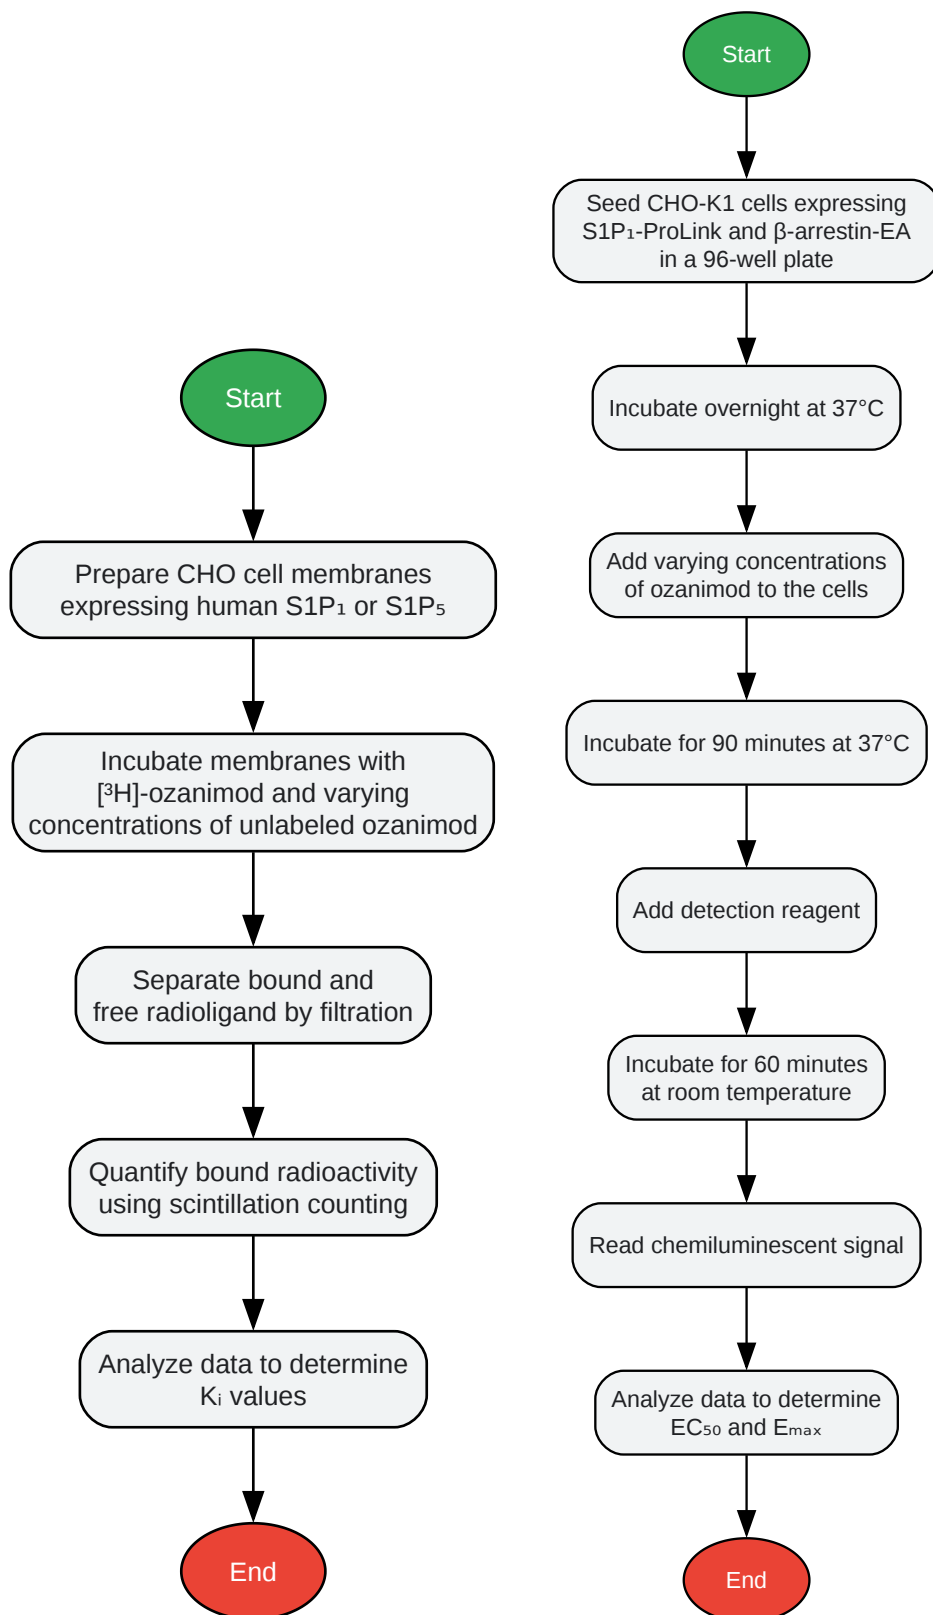 Start
Prepare CHO cell membranes
expressing human S1P₁ or S1P₅
Incubate membranes with
[³H]-ozanimod and varying
concentrations of unlabeled ozanimod
Separate bound and
free radioligand by filtration
Quantify bound radioactivity
using scintillation counting
Analyze data to determine
Kᵢ values
End
Start
Seed CHO-K1 cells expressing
S1P₁-ProLink and β-arrestin-EA
in a 96-well plate
Incubate overnight at 37°C
Add varying concentrations
of ozanimod to the cells
Incubate for 90 minutes at 37°C
Add detection reagent
Incubate for 60 minutes
at room temperature
Read chemiluminescent signal
Analyze data to determine
EC₅₀ and Eₘₐₓ
End